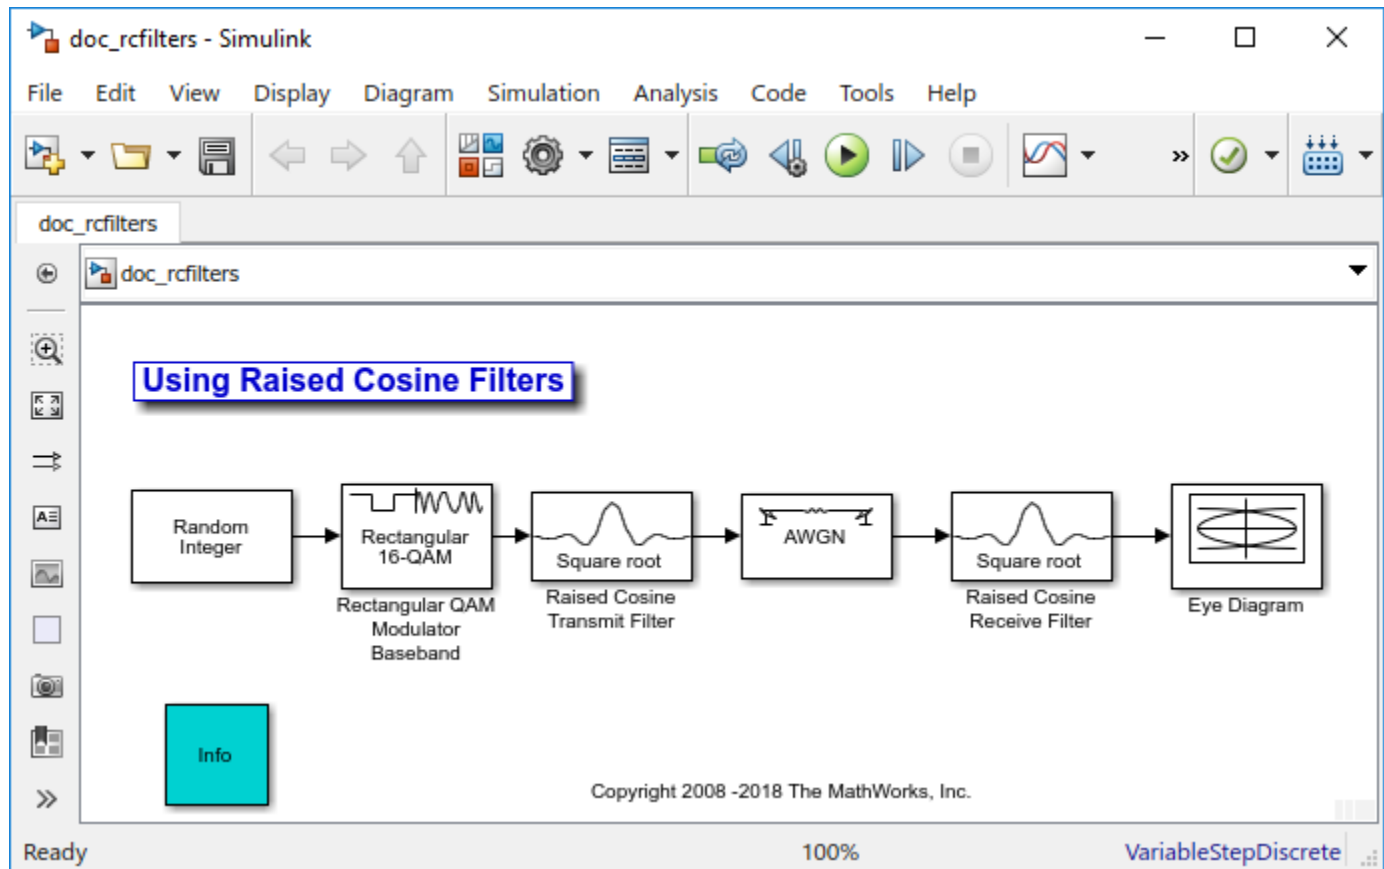 doc_rcfilters - Simulink
File Edit View Display Diagram Simulation Analysis Code Tools Help
doc_rcfilters
doc_rcfilters
Using Raised Cosine Filters
Random
Integer
Rectangular
16-QAM
Rectangular QAM
Modulator
Baseband
Square root
Raised Cosine
Transmit Filter
AWGN
Square root
Raised Cosine
Receive Filter
Eye Diagram
Info
Copyright 2008 -2018 The MathWorks, Inc.
Ready 100% VariableStepDiscrete